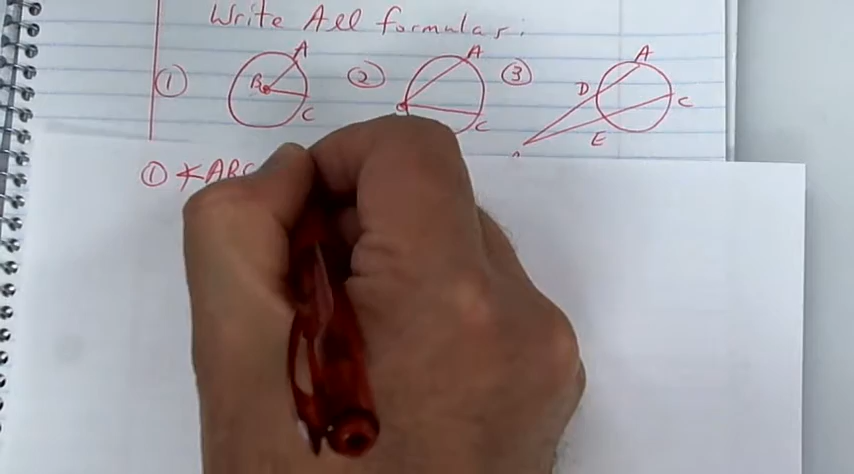 Write All formulas:
① A B C ② A C ③ A D C E
① ∡ABC